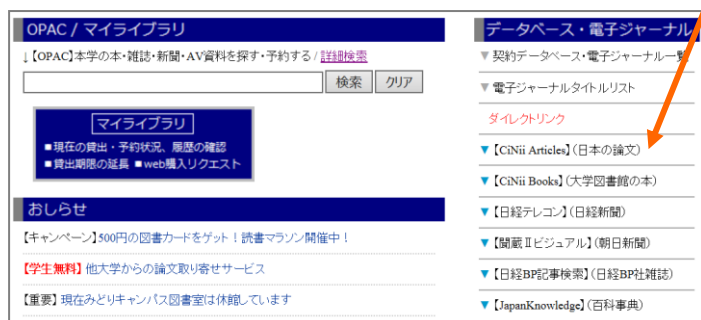 OPAC / マイライブラリ
↓【OPAC】本学の本・雑誌・新聞・AV資料を探す・予約する / 詳細検索
検索 クリア
マイライブラリ
■現在の貸出・予約状況、履歴の確認
■貸出期限の延長 ■web購入リクエスト
おしらせ
【キャンペーン】500円の図書カードをゲット！読書マラソン開催中！
【学生無料】他大学からの論文取り寄せサービス
【重要】現在みどりキャンパス図書室は休館しています
データベース・電子ジャーナル
▼契約データベース・電子ジャーナル一覧
▼電子ジャーナルタイトルリスト
ダイレクトリンク
▼【CiNii Articles】(日本の論文)
▼【CiNii Books】(大学図書館の本)
▼【日経テレコン】(日経新聞)
▼【聞蔵Ⅱビジュアル】(朝日新聞)
▼【日経BP記事検索】(日経BP社雑誌)
▼【JapanKnowledge】(百科事典)